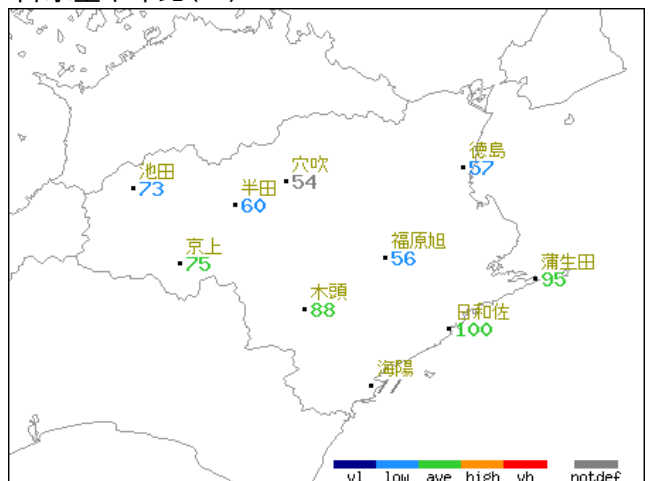 徳島
57
池田
73
穴吹
54
半田
60
福原旭
56
京上
75
蒲生田
95
木頭
88
日和佐
100
海陽
//
vl low ave high vh notdef